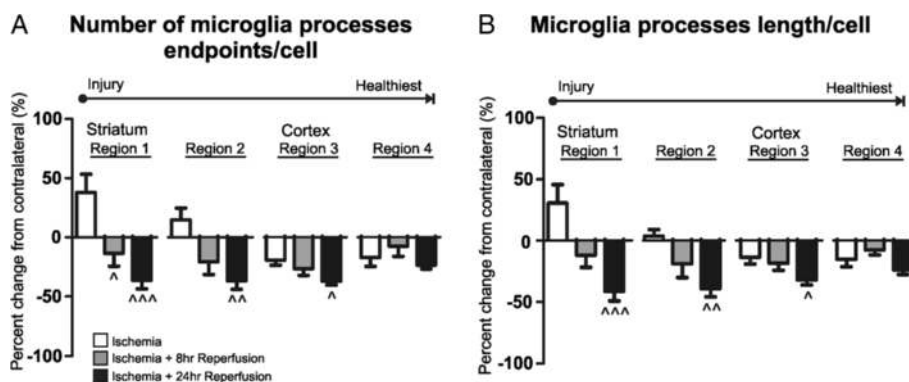 A
Number of microglia processes
endpoints/cell
Injury
Healthiest
Percent change from contralateral (%)
100
50
0
-50
-100
Striatum
Cortex
Region 1
Region 2
Region 3
Region 4
^
^^^
^^
^
Ischemia
Ischemia + 8hr Reperfusion
Ischemia + 24hr Reperfusion
B
Microglia processes length/cell
Injury
Healthiest
Percent change from contralateral (%)
100
50
0
-50
-100
Striatum
Cortex
Region 1
Region 2
Region 3
Region 4
^^^
^^
^